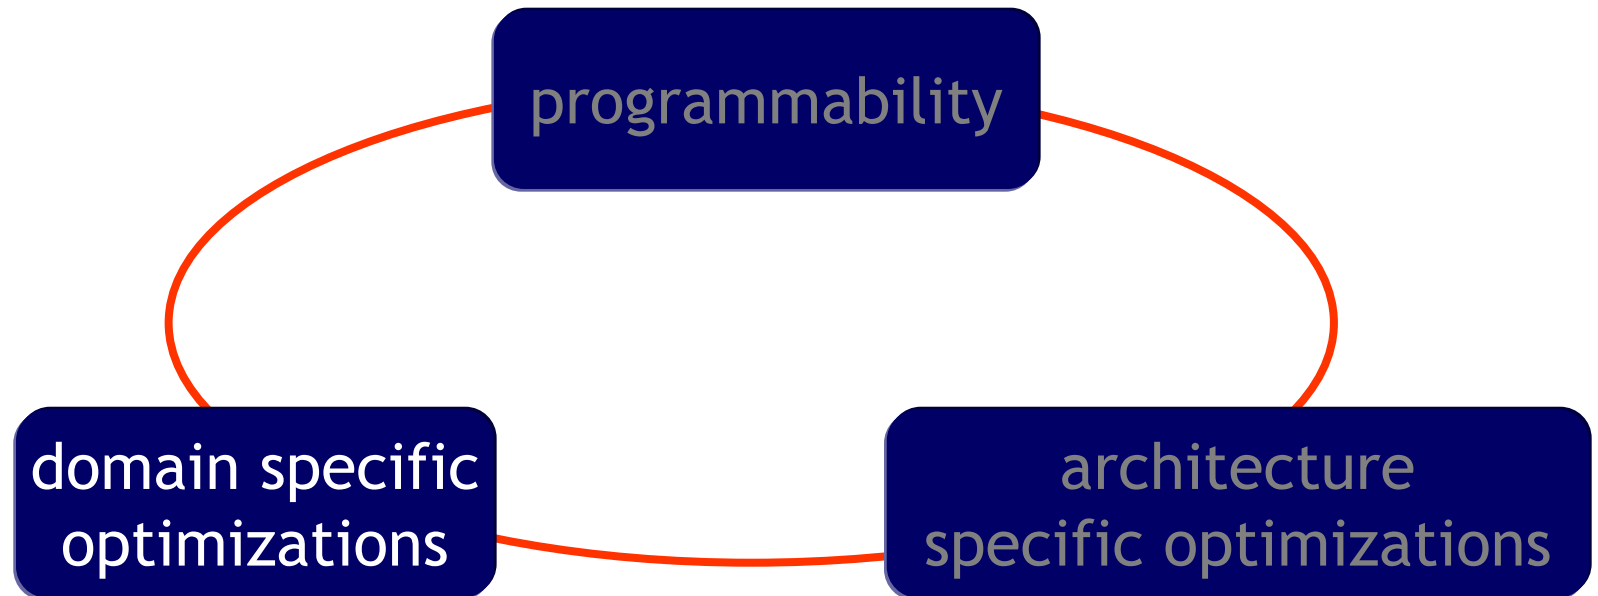 programmability
domain specific
optimizations
architecture
specific optimizations